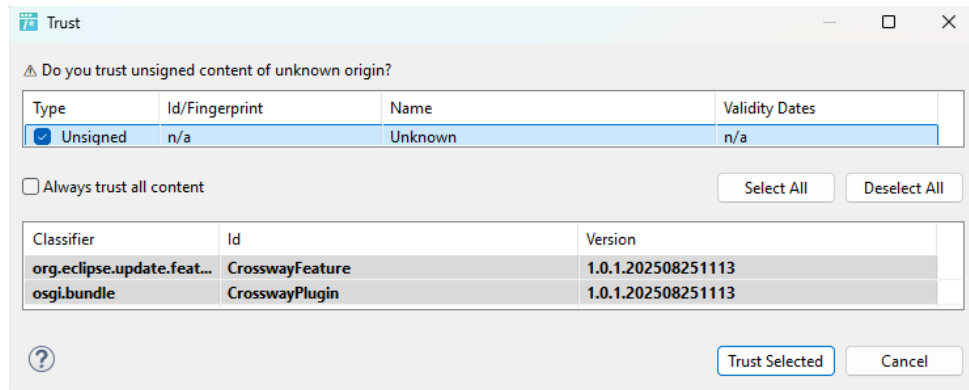 Trust
Do you trust unsigned content of unknown origin?
Type Id/Fingerprint Name Validity Dates
Unsigned n/a Unknown n/a
Always trust all content Select All Deselect All
Classifier Id Version
org.eclipse.update.feat... CrosswayFeature 1.0.1.202508251113
osgi.bundle CrosswayPlugin 1.0.1.202508251113
? Trust Selected Cancel